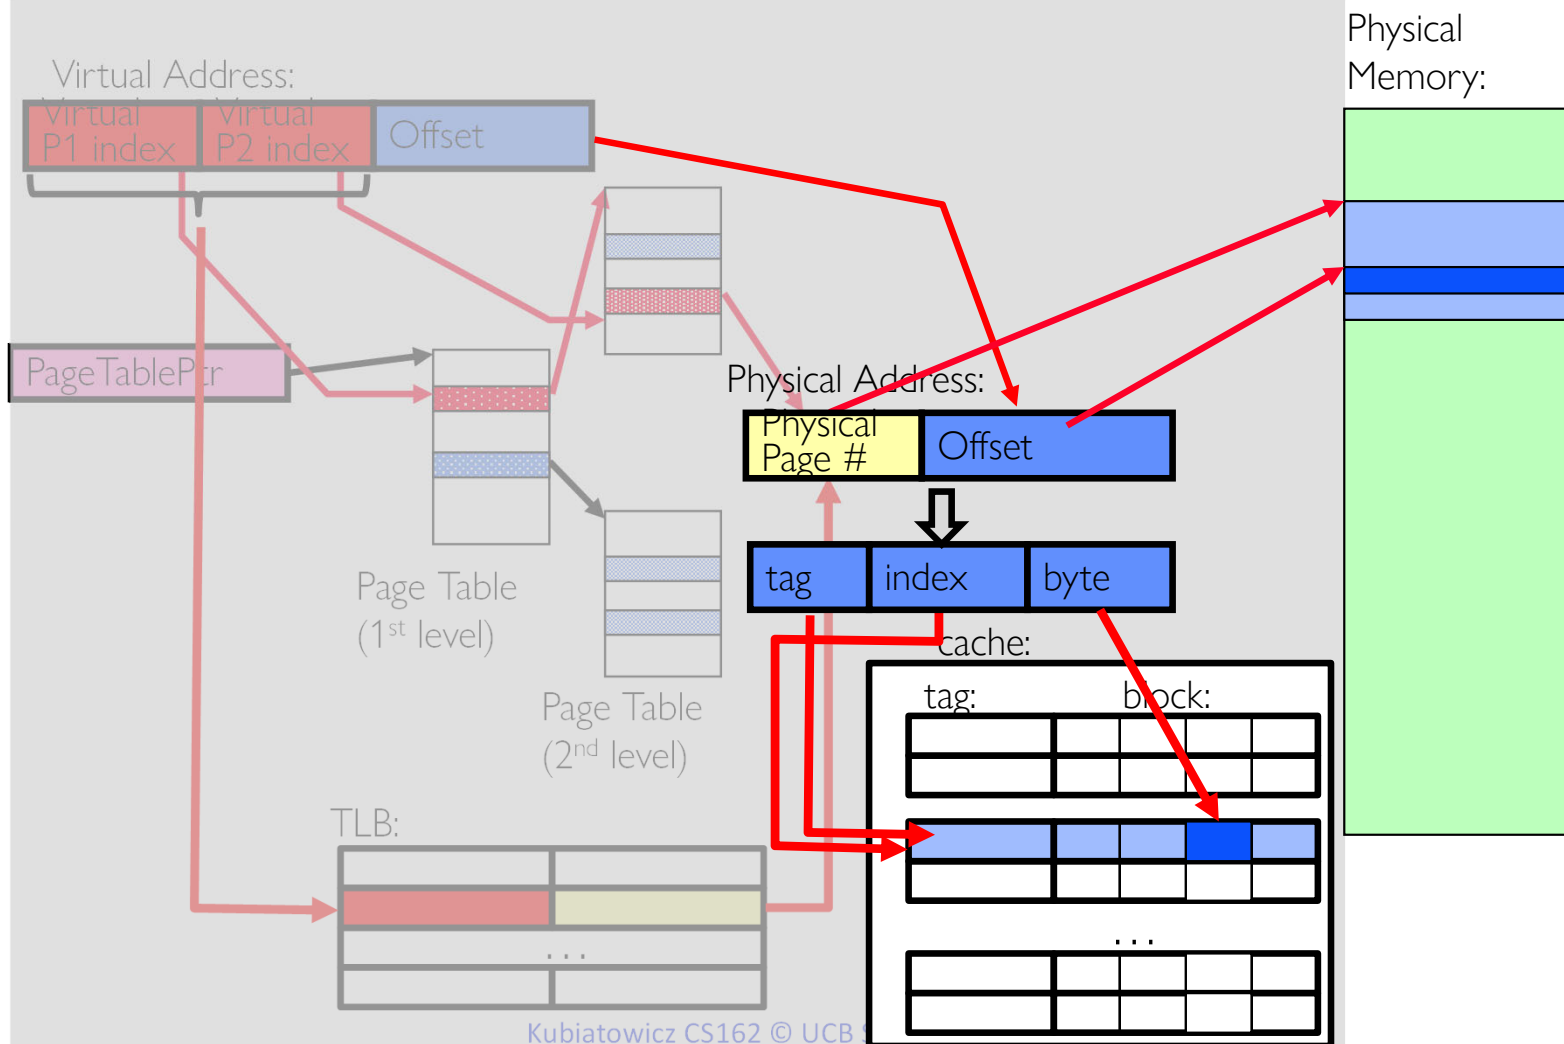 Physical
Memory:
Virtual Address:
Virtual
P1 index
Virtual
P2 index
Offset
PageTablePtr
Physical Address:
Physical
Page #
Offset
tag
index
byte
Page Table
(1st level)
cache:
tag:
block:
Page Table
(2nd level)
TLB:
...
...
Kubiatowicz CS162 © UCB S